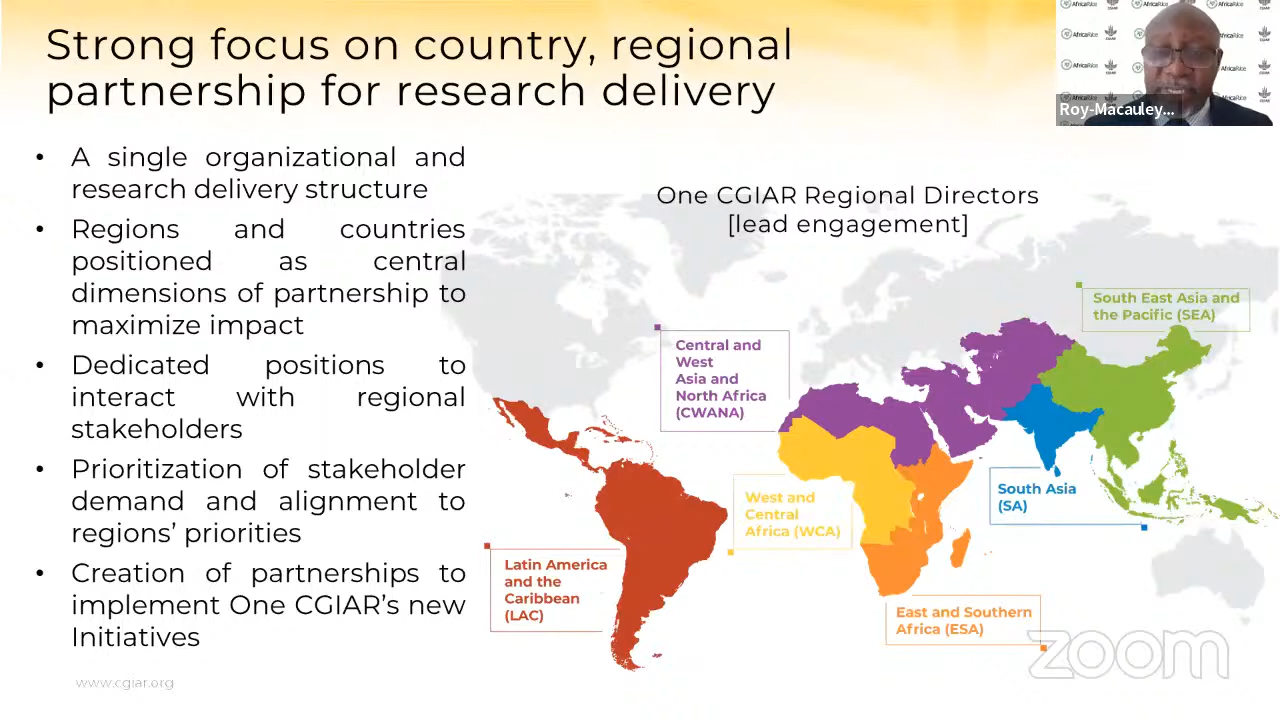 Strong focus on country, regional
partnership for research delivery
• A single organizational and
research delivery structure
• Regions and countries
positioned as central
dimensions of partnership to
maximize impact
• Dedicated positions to
interact with regional
stakeholders
• Prioritization of stakeholder
demand and alignment to
regions’ priorities
• Creation of partnerships to
implement One CGIAR’s new
Initiatives
www.cgiar.org
One CGIAR Regional Directors
[lead engagement]
South East Asia and
the Pacific (SEA)
Central and
West
Asia and
North Africa
(CWANA)
South Asia
(SA)
West and
Central
Africa (WCA)
Latin America
and the
Caribbean
(LAC)
East and Southern
Africa (ESA)
zoom
AfricaRice
CGIAR
Roy-Macauley...